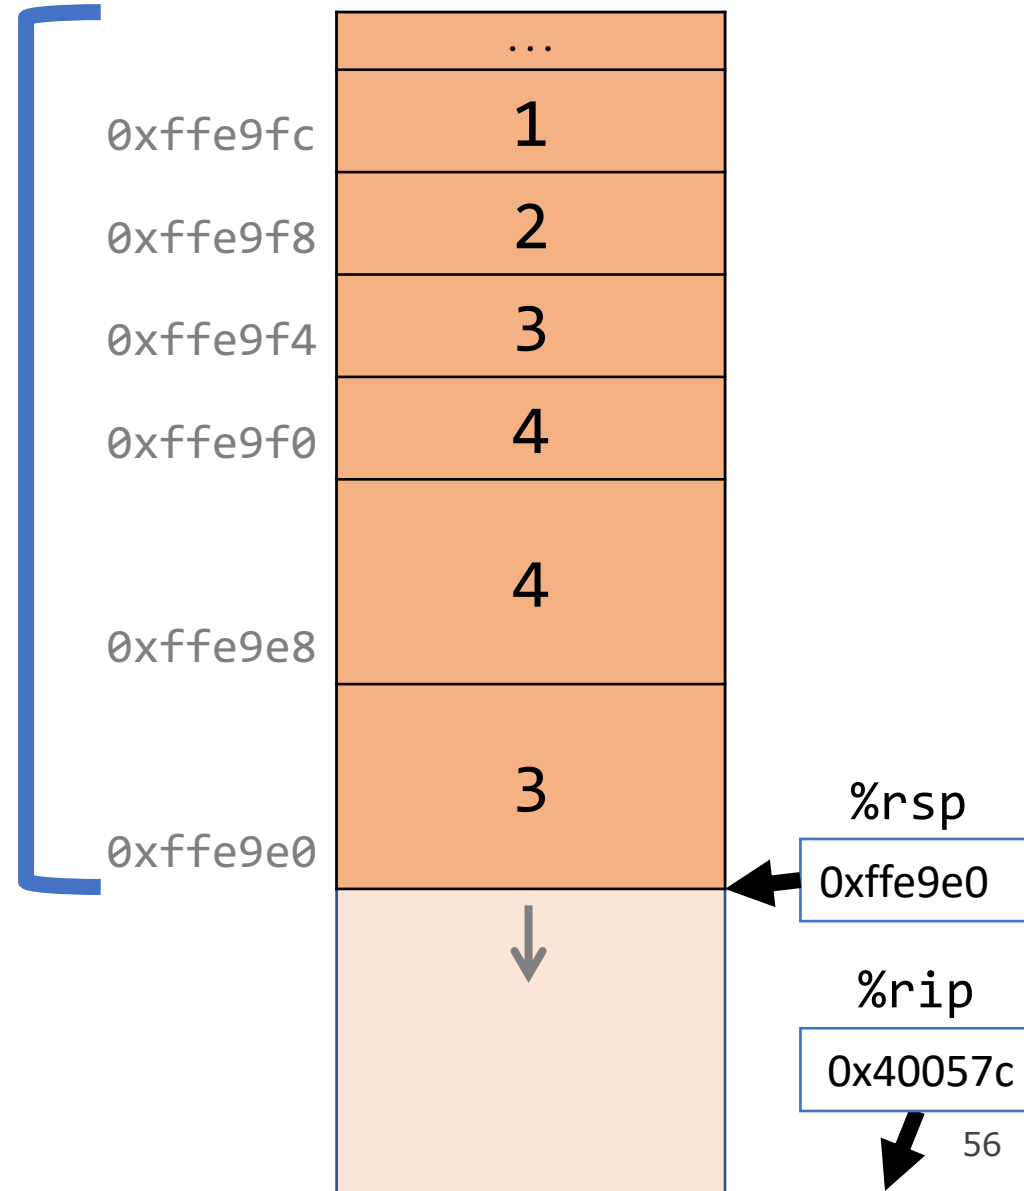 ...
0xffe9fc 1
0xffe9f8 2
0xffe9f4 3
0xffe9f0 4
0xffe9e8 4
0xffe9e0 3
%rsp
0xffe9e0
%rip
0x40057c
56